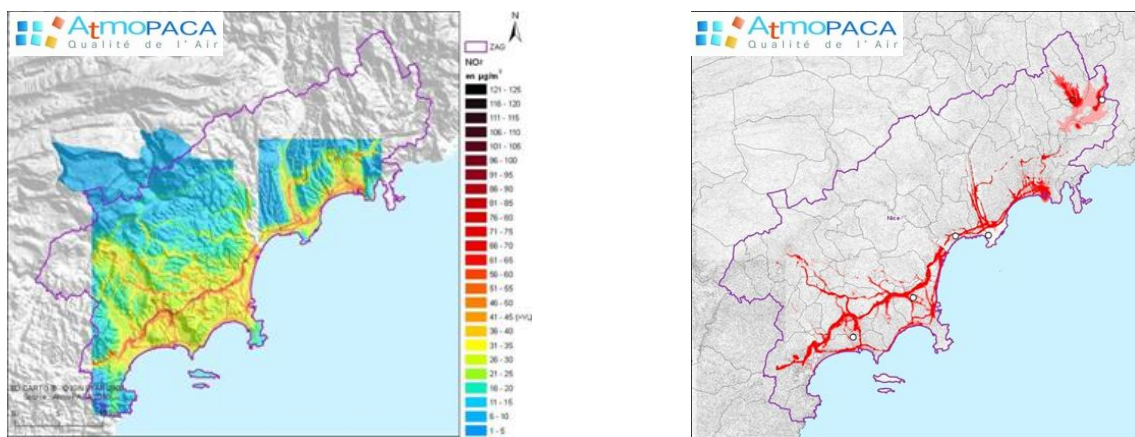 AtmoPACA
Qualité de l'Air
N
ZAG
NO2
en µg/m3
121 - 125
116 - 120
111 - 115
106 - 110
101 - 105
96 - 100
91 - 95
86 - 90
81 - 85
76 - 80
71 - 75
66 - 70
61 - 65
56 - 60
51 - 55
46 - 50
41 - 45 (>VL)
36 - 40
31 - 35
26 - 30
21 - 25
16 - 20
11 - 15
6 - 10
1 - 5
AtmoPACA
Qualité de l'Air
Nice